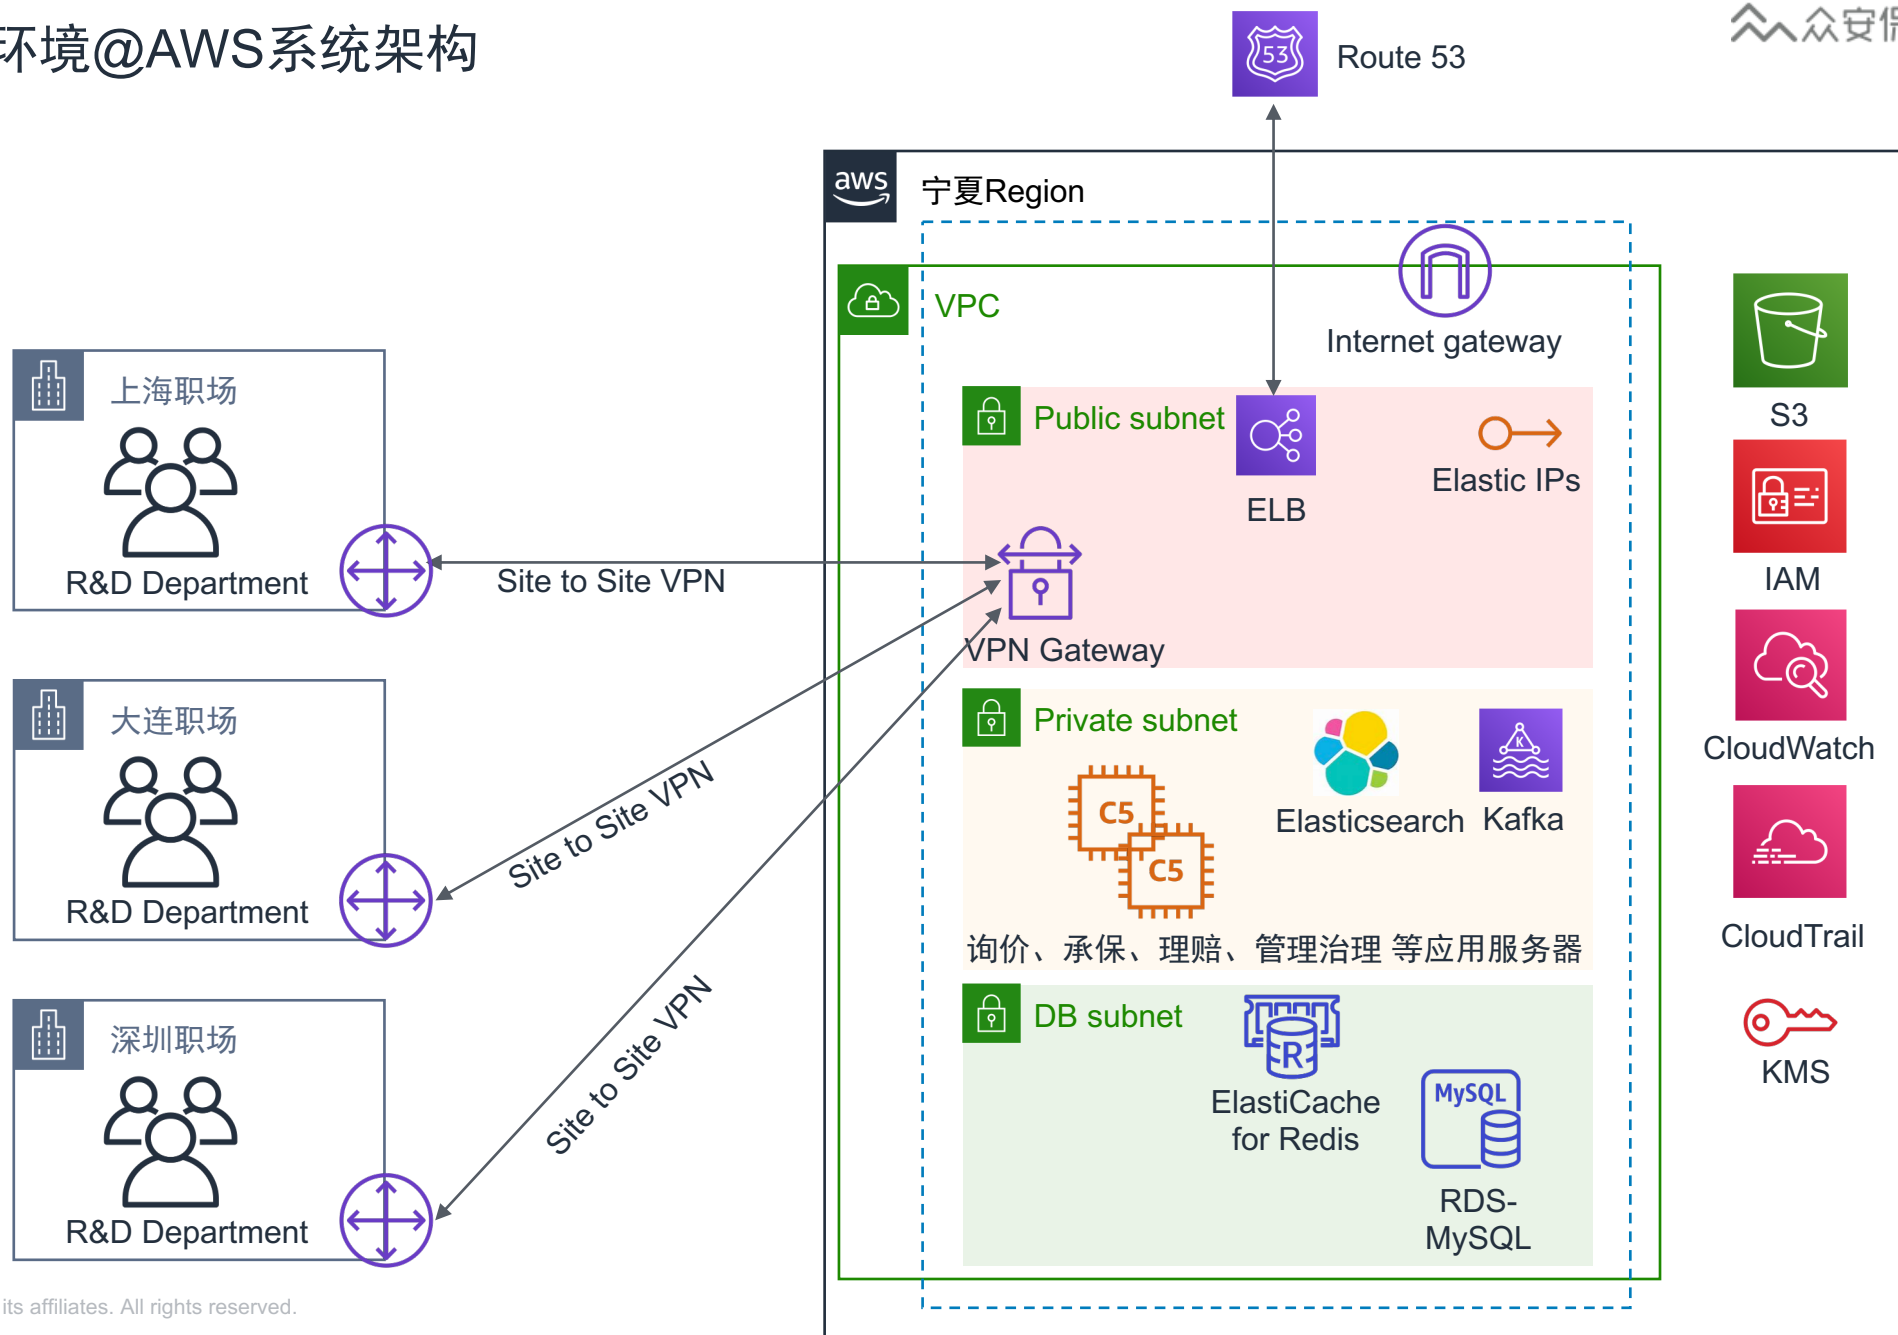 环境@AWS系统架构
众安保
Route 53
53
aws
宁夏Region
VPC
Internet gateway
Public subnet
ELB
Elastic IPs
VPN Gateway
Private subnet
C5
C5
Elasticsearch
K
Kafka
询价、承保、理赔、管理治理 等应用服务器
DB subnet
R
ElastiCache
for Redis
MySQL
RDS-
MySQL
上海职场
R&D Department
Site to Site VPN
大连职场
R&D Department
Site to Site VPN
深圳职场
R&D Department
Site to Site VPN
S3
IAM
CloudWatch
CloudTrail
KMS
its affiliates. All rights reserved.